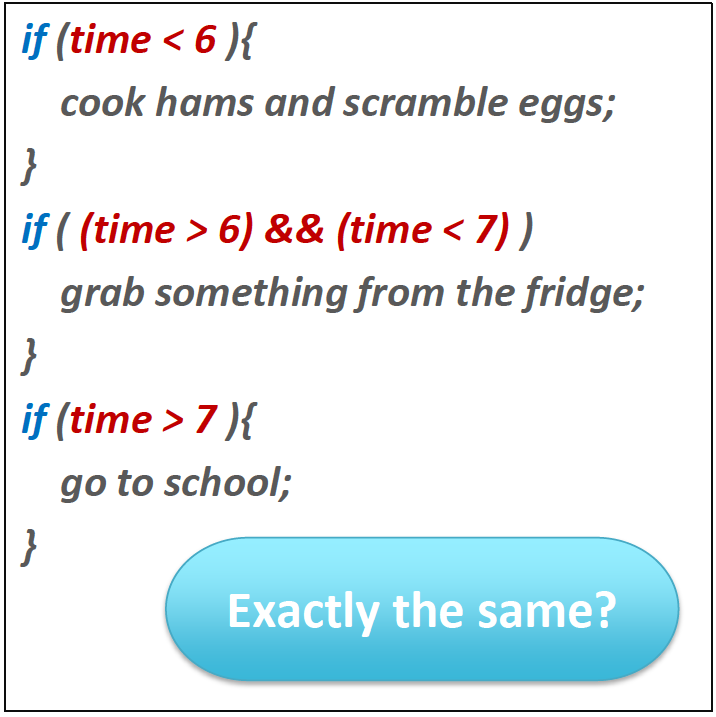 if (time < 6 ){
cook hams and scramble eggs;
}
if ( (time > 6) && (time < 7) )
grab something from the fridge;
}
if (time > 7 ){
go to school;
}
Exactly the same?